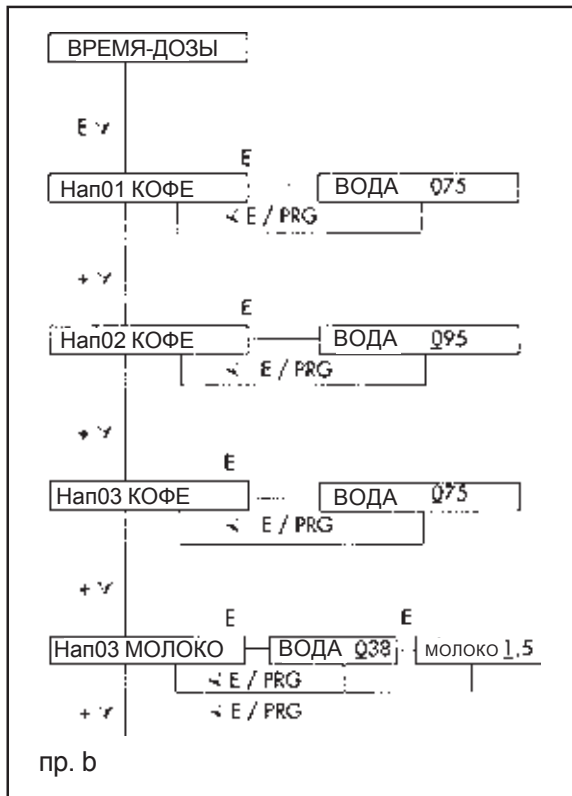 ВРЕМЯ-ДОЗЫ
E
E
Нап01 КОФЕ ВОДА 075
E / PRG
+
E
Нап02 КОФЕ ВОДА 095
E / PRG
+
E
Нап03 КОФЕ ВОДА 075
E / PRG
+
E E
Нап03 МОЛОКО ВОДА 038 МОЛОКО 1,5
E / PRG
+ E / PRG
пр. b